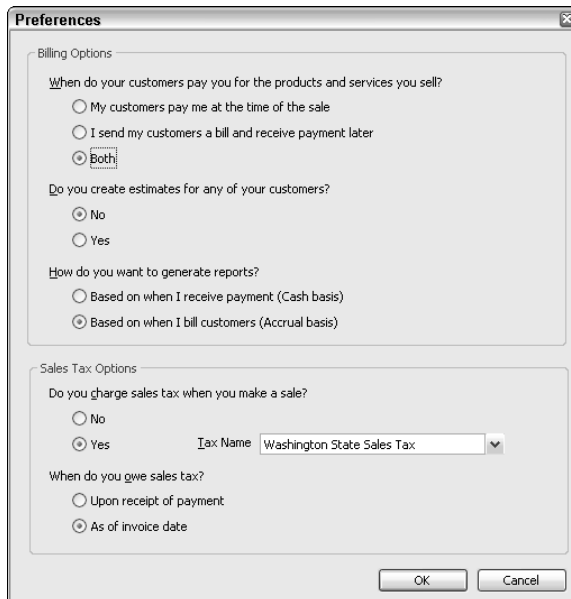 Preferences
Billing Options
When do your customers pay you for the products and services you sell?
My customers pay me at the time of the sale
I send my customers a bill and receive payment later
Both
Do you create estimates for any of your customers?
No
Yes
How do you want to generate reports?
Based on when I receive payment (Cash basis)
Based on when I bill customers (Accrual basis)
Sales Tax Options
Do you charge sales tax when you make a sale?
No
Yes Tax Name Washington State Sales Tax
When do you owe sales tax?
Upon receipt of payment
As of invoice date
OK Cancel